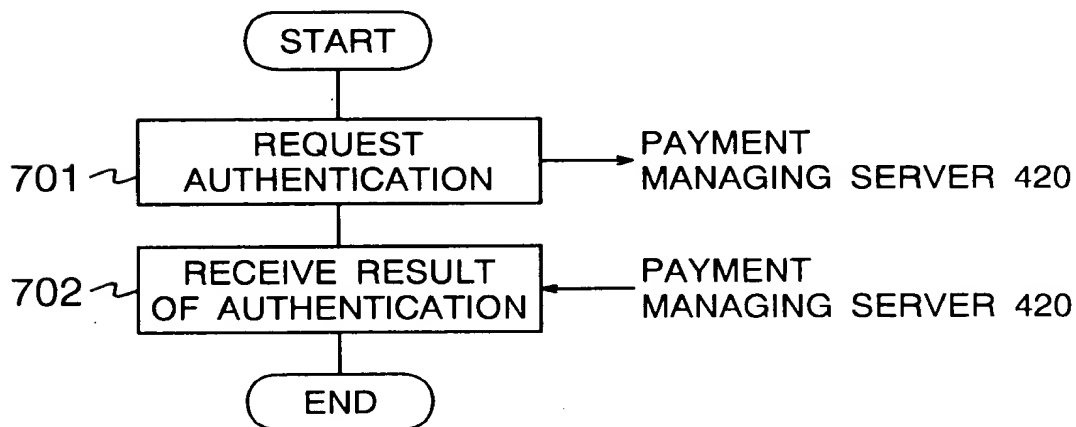 START
701
REQUEST
AUTHENTICATION
PAYMENT
MANAGING SERVER 420
702
RECEIVE RESULT
OF AUTHENTICATION
PAYMENT
MANAGING SERVER 420
END